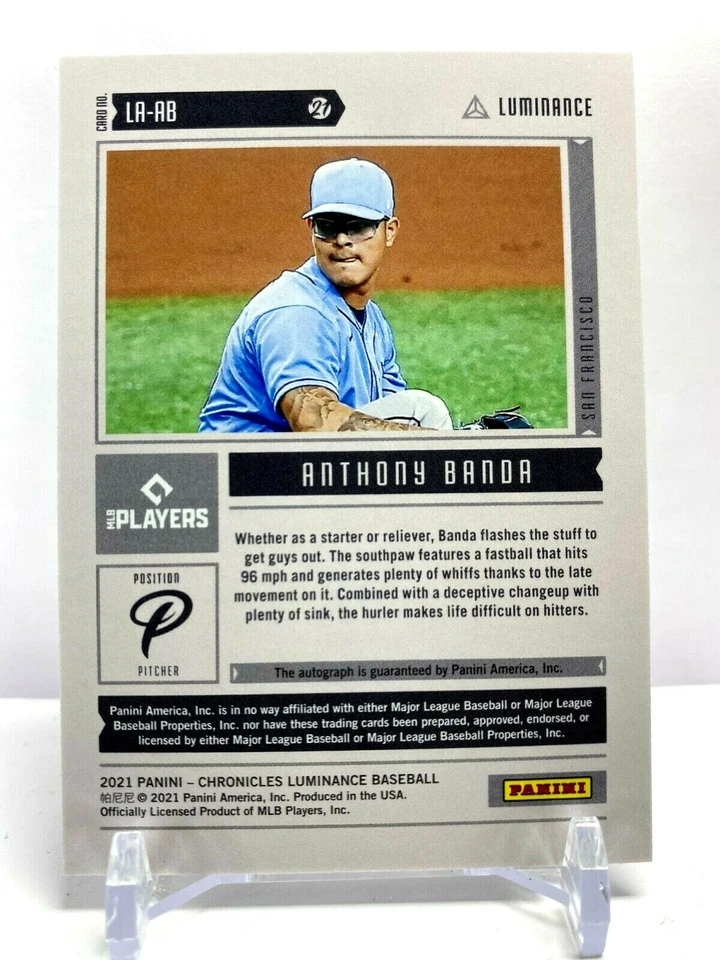 CARD NO.
LA-AB
21
LUMINANCE
SAN FRANCISCO
ANTHONY BANDA
MLB PLAYERS
Whether as a starter or reliever, Banda flashes the stuff to
get guys out. The southpaw features a fastball that hits
96 mph and generates plenty of whiffs thanks to the late
movement on it. Combined with a deceptive changeup with
plenty of sink, the hurler makes life difficult on hitters.
POSITION
P
PITCHER
The autograph is guaranteed by Panini America, Inc.
Panini America, Inc. is in no way affiliated with either Major League Baseball or Major League
Baseball Properties, Inc. nor have these trading cards been prepared, approved, endorsed, or
licensed by either Major League Baseball or Major League Baseball Properties, Inc.
2021 PANINI – CHRONICLES LUMINANCE BASEBALL
帕尼尼 © 2021 Panini America, Inc. Produced in the USA.
Officially Licensed Product of MLB Players, Inc.
PANINI